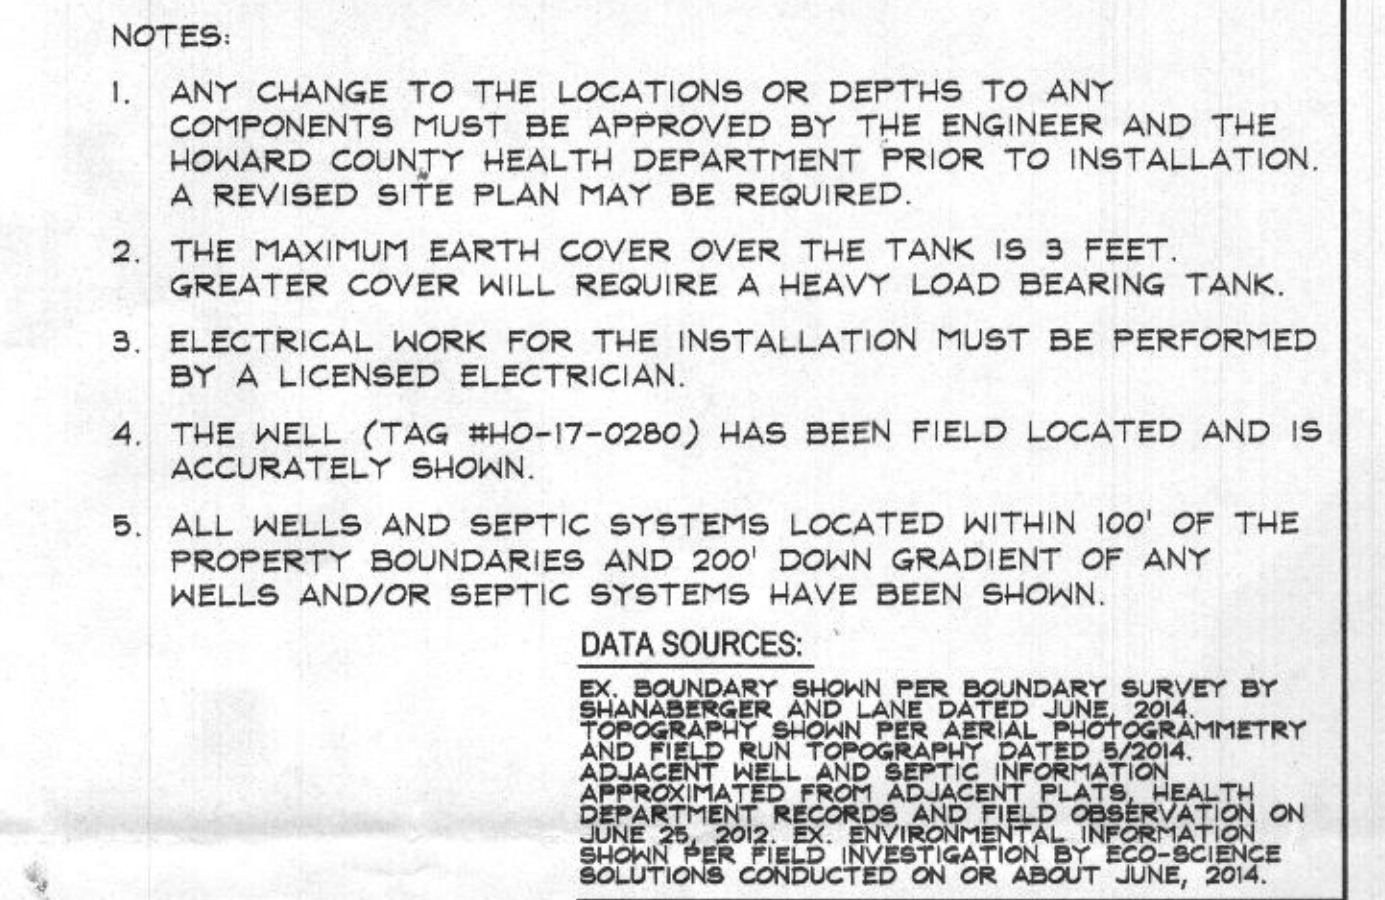 NOTES:
1. ANY CHANGE TO THE LOCATIONS OR DEPTHS TO ANY
COMPONENTS MUST BE APPROVED BY THE ENGINEER AND THE
HOWARD COUNTY HEALTH DEPARTMENT PRIOR TO INSTALLATION.
A REVISED SITE PLAN MAY BE REQUIRED.
2. THE MAXIMUM EARTH COVER OVER THE TANK IS 3 FEET.
GREATER COVER WILL REQUIRE A HEAVY LOAD BEARING TANK.
3. ELECTRICAL WORK FOR THE INSTALLATION MUST BE PERFORMED
BY A LICENSED ELECTRICIAN.
4. THE WELL (TAG #HO-17-0280) HAS BEEN FIELD LOCATED AND IS
ACCURATELY SHOWN.
5. ALL WELLS AND SEPTIC SYSTEMS LOCATED WITHIN 100' OF THE
PROPERTY BOUNDARIES AND 200' DOWN GRADIENT OF ANY
WELLS AND/OR SEPTIC SYSTEMS HAVE BEEN SHOWN.
DATA SOURCES:
EX. BOUNDARY SHOWN PER BOUNDARY SURVEY BY
SHANABERGER AND LANE DATED JUNE, 2014.
TOPOGRAPHY SHOWN PER AERIAL PHOTOGRAMMETRY
AND FIELD RUN TOPOGRAPHY DATED 5/2014.
ADJACENT WELL AND SEPTIC INFORMATION
APPROXIMATED FROM ADJACENT PLATS, HEALTH
DEPARTMENT RECORDS AND FIELD OBSERVATION ON
JUNE 25, 2012. EX. ENVIRONMENTAL INFORMATION
SHOWN PER FIELD INVESTIGATION BY ECO-SCIENCE
SOLUTIONS CONDUCTED ON OR ABOUT JUNE, 2014.